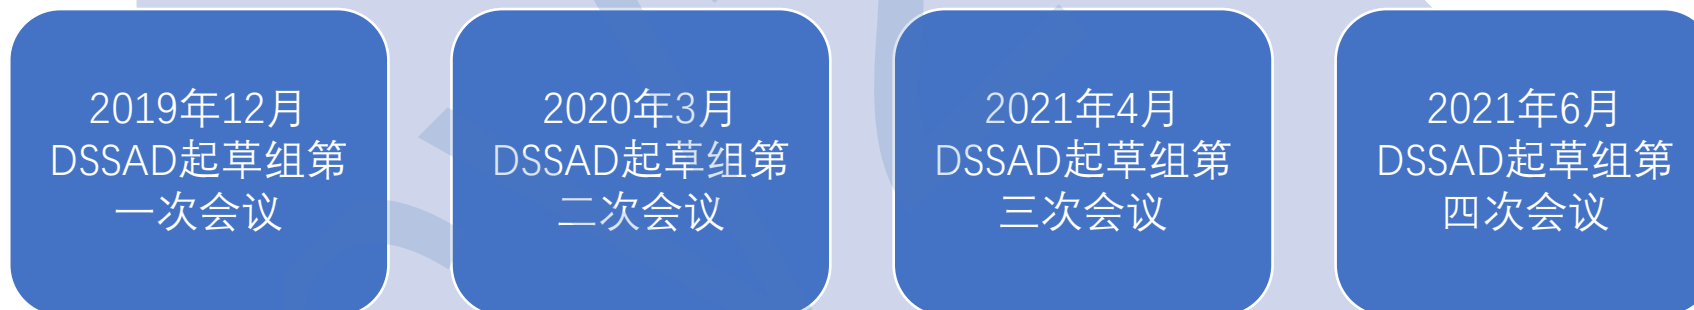 2019年12月
DSSAD起草组第
一次会议
2020年3月
DSSAD起草组第
二次会议
2021年4月
DSSAD起草组第
三次会议
2021年6月
DSSAD起草组第
四次会议